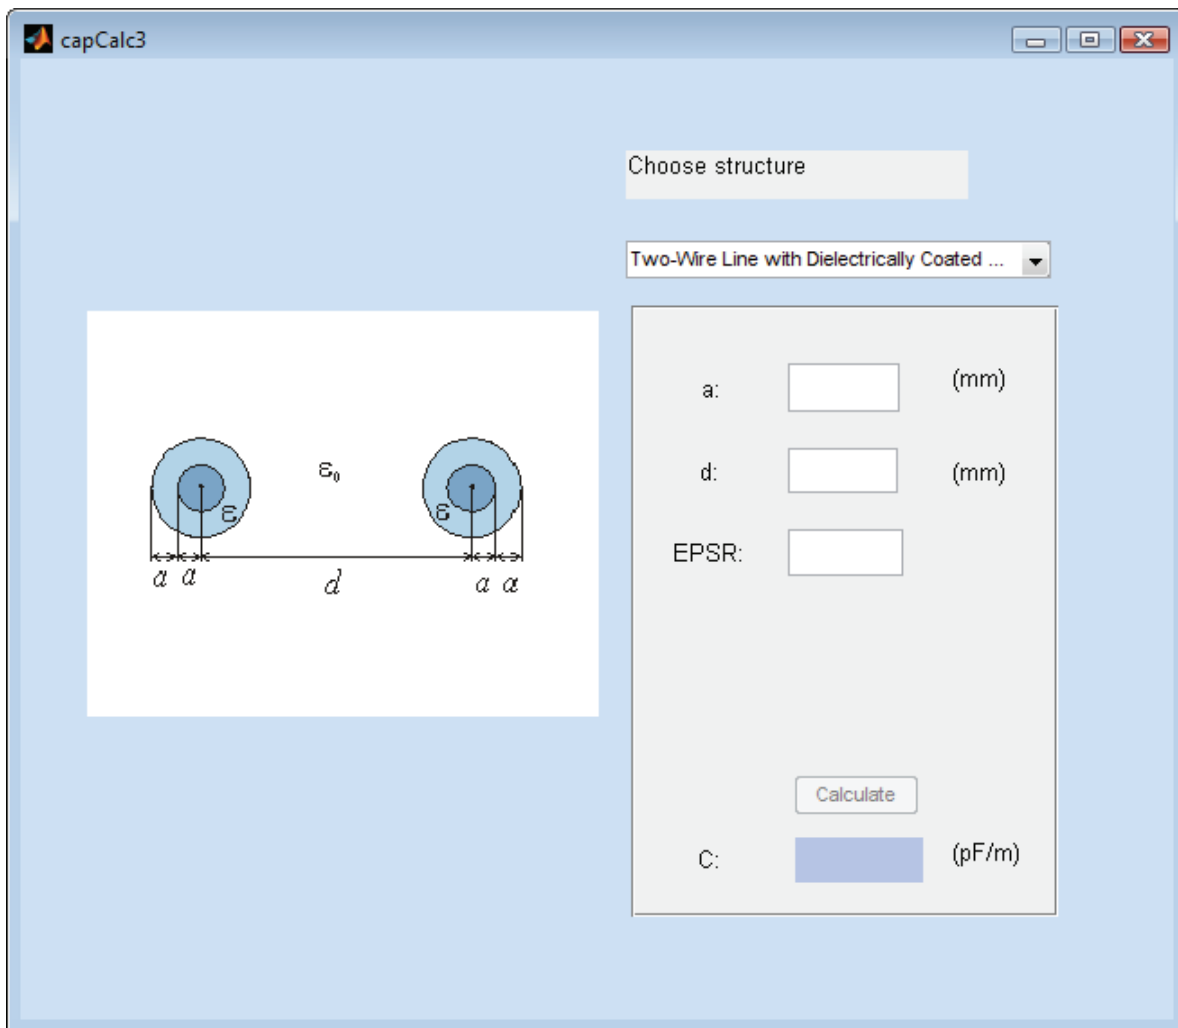 capCalc3
Choose structure
Two-Wire Line with Dielectrically Coated ...
a: (mm)
d: (mm)
EPSR:
ε₀
ε ε
a a d a a
Calculate
C: (pF/m)